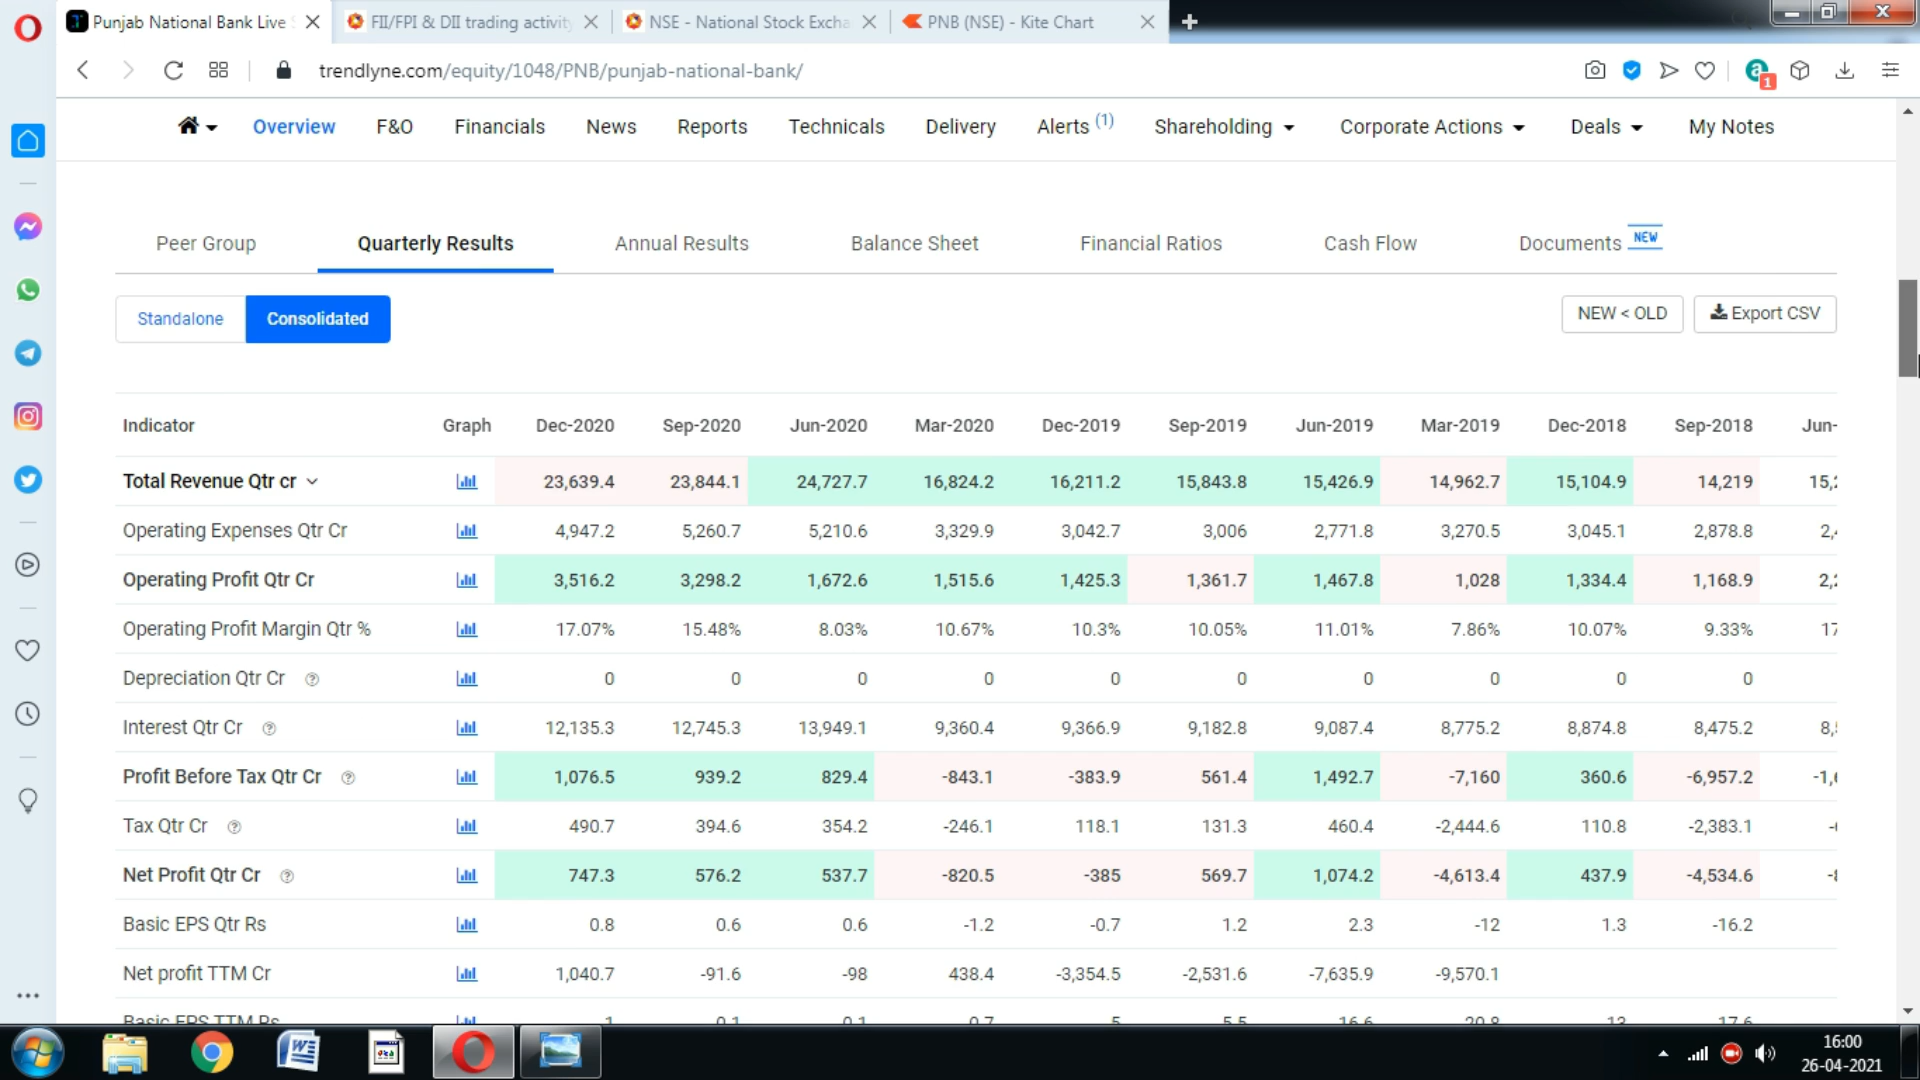 Punjab National Bank Live
FII/FPI & DII trading activity
NSE - National Stock Excha
PNB (NSE) - Kite Chart
trendlyne.com/equity/1048/PNB/punjab-national-bank/
1
Overview F&O Financials News Reports Technicals Delivery Alerts (1) Shareholding Corporate Actions Deals My Notes
Peer Group Quarterly Results Annual Results Balance Sheet Financial Ratios Cash Flow Documents NEW
Standalone Consolidated NEW < OLD Export CSV
Indicator Graph Dec-2020 Sep-2020 Jun-2020 Mar-2020 Dec-2019 Sep-2019 Jun-2019 Mar-2019 Dec-2018 Sep-2018 Jun-
Total Revenue Qtr cr 23,639.4 23,844.1 24,727.7 16,824.2 16,211.2 15,843.8 15,426.9 14,962.7 15,104.9 14,219
Operating Expenses Qtr Cr 4,947.2 5,260.7 5,210.6 3,329.9 3,042.7 3,006 2,771.8 3,270.5 3,045.1 2,878.8
Operating Profit Qtr Cr 3,516.2 3,298.2 1,672.6 1,515.6 1,425.3 1,361.7 1,467.8 1,028 1,334.4 1,168.9
Operating Profit Margin Qtr % 17.07% 15.48% 8.03% 10.67% 10.3% 10.05% 11.01% 7.86% 10.07% 9.33% 17
Depreciation Qtr Cr 0 0 0 0 0 0 0 0 0 0
Interest Qtr Cr 12,135.3 12,745.3 13,949.1 9,360.4 9,366.9 9,182.8 9,087.4 8,775.2 8,874.8 8,475.2
Profit Before Tax Qtr Cr 1,076.5 939.2 829.4 -843.1 -383.9 561.4 1,492.7 -7,160 360.6 -6,957.2
Tax Qtr Cr 490.7 394.6 354.2 -246.1 118.1 131.3 460.4 -2,444.6 110.8 -2,383.1
Net Profit Qtr Cr 747.3 576.2 537.7 -820.5 -385 569.7 1,074.2 -4,613.4 437.9 -4,534.6
Basic EPS Qtr Rs 0.8 0.6 0.6 -1.2 -0.7 1.2 2.3 -12 1.3 -16.2
Net profit TTM Cr 1,040.7 -91.6 -98 438.4 -3,354.5 -2,531.6 -7,635.9 -9,570.1
Basic EPS TTM Rs
16:00
26-04-2021